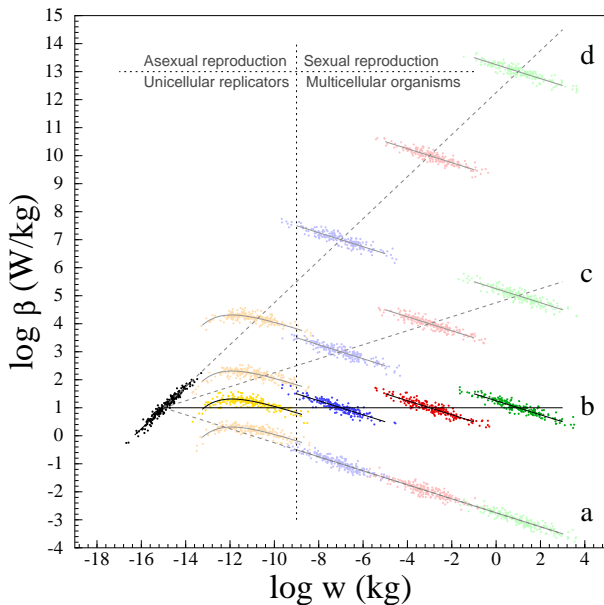 15
14
13
12
11
10
9
8
7
6
5
4
3
2
1
0
-1
-2
-3
-4
log β (W/kg)
Asexual reproduction
Sexual reproduction
Unicellular replicators
Multicellular organisms
d
c
b
a
-18 -16 -14 -12 -10 -8 -6 -4 -2 0 2 4
log w (kg)